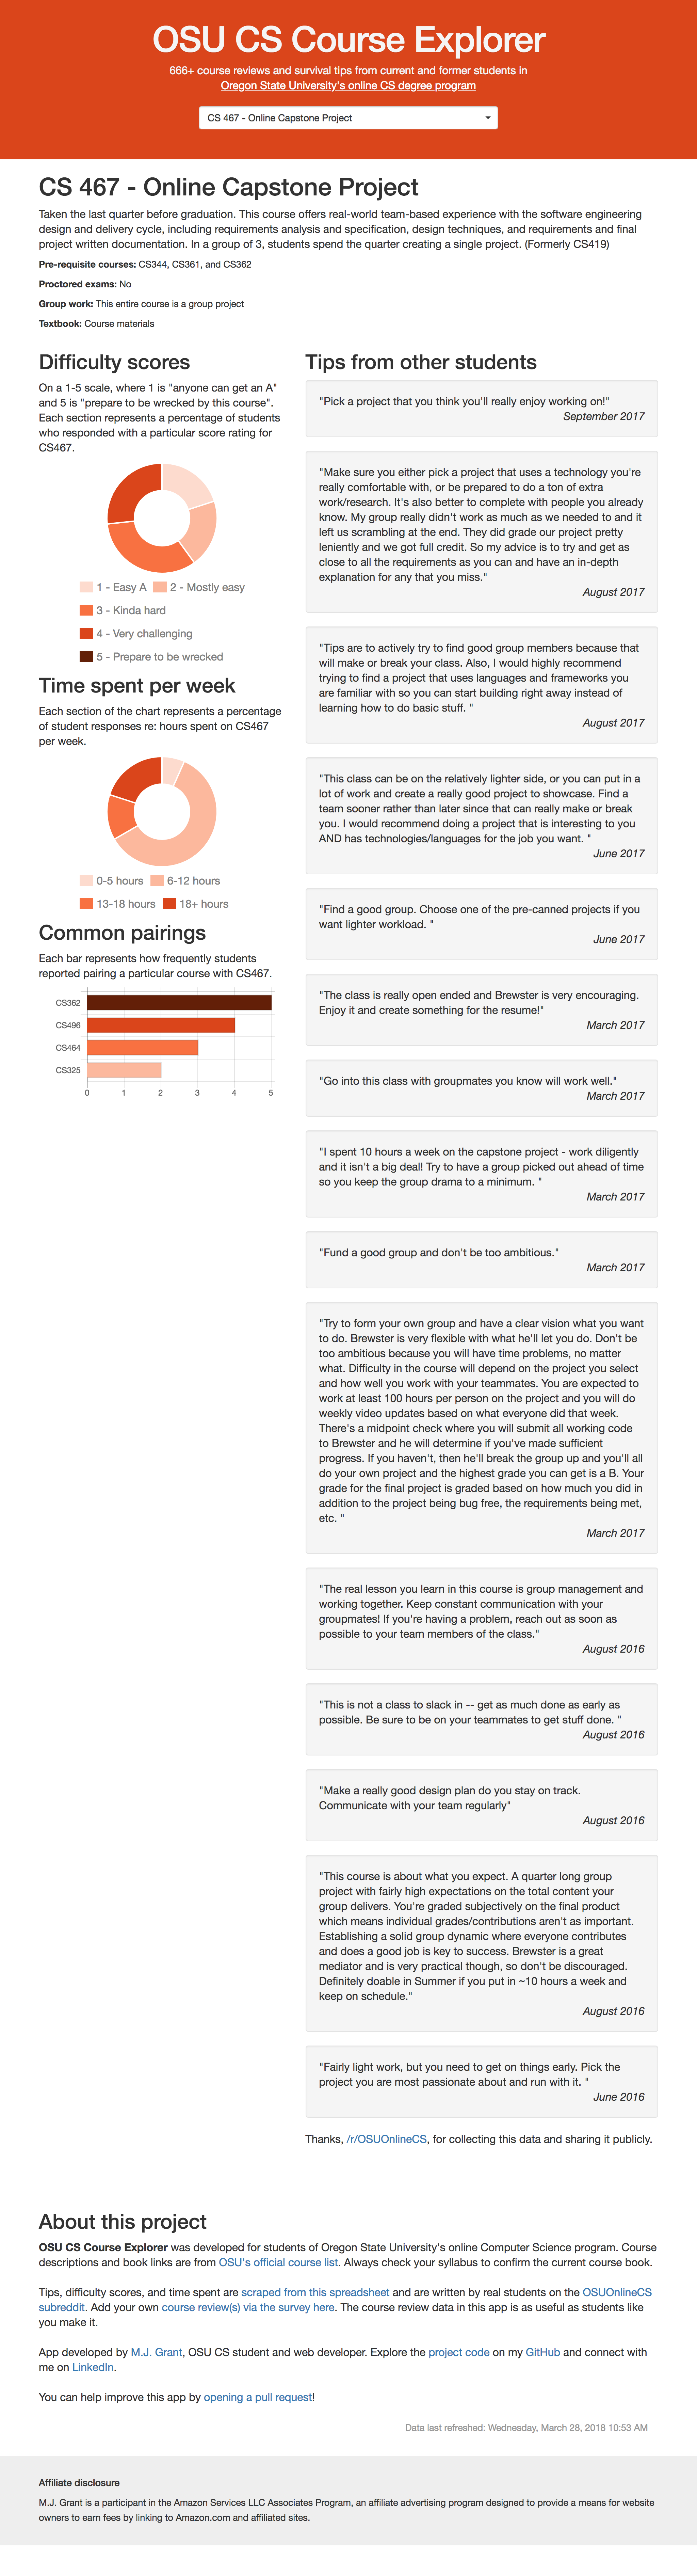 OSU CS Course Explorer
666+ course reviews and survival tips from current and former students in
Oregon State University's online CS degree program
CS 467 - Online Capstone Project
CS 467 - Online Capstone Project
Taken the last quarter before graduation. This course offers real-world team-based experience with the software engineering
design and delivery cycle, including requirements analysis and specification, design techniques, and requirements and final
project written documentation. In a group of 3, students spend the quarter creating a single project. (Formerly CS419)
Pre-requisite courses: CS344, CS361, and CS362
Proctored exams: No
Group work: This entire course is a group project
Textbook: Course materials
Difficulty scores
On a 1-5 scale, where 1 is "anyone can get an A"
and 5 is "prepare to be wrecked by this course".
Each section represents a percentage of students
who responded with a particular score rating for
CS467.
1 - Easy A 2 - Mostly easy
3 - Kinda hard
4 - Very challenging
5 - Prepare to be wrecked
Time spent per week
Each section of the chart represents a percentage
of student responses re: hours spent on CS467
per week.
0-5 hours 6-12 hours
13-18 hours 18+ hours
Common pairings
Each bar represents how frequently students
reported pairing a particular course with CS467.
CS362
CS496
CS464
CS325
0 1 2 3 4 5
Tips from other students
"Pick a project that you think you'll really enjoy working on!"
September 2017
"Make sure you either pick a project that uses a technology you're
really comfortable with, or be prepared to do a ton of extra
work/research. It's also better to complete with people you already
know. My group really didn't work as much as we needed to and it
left us scrambling at the end. They did grade our project pretty
leniently and we got full credit. So my advice is to try and get as
close to all the requirements as you can and have an in-depth
explanation for any that you miss."
August 2017
"Tips are to actively try to find good group members because that
will make or break your class. Also, I would highly recommend
trying to find a project that uses languages and frameworks you
are familiar with so you can start building right away instead of
learning how to do basic stuff. "
August 2017
"This class can be on the relatively lighter side, or you can put in a
lot of work and create a really good project to showcase. Find a
team sooner rather than later since that can really make or break
you. I would recommend doing a project that is interesting to you
AND has technologies/languages for the job you want. "
June 2017
"Find a good group. Choose one of the pre-canned projects if you
want lighter workload. "
June 2017
"The class is really open ended and Brewster is very encouraging.
Enjoy it and create something for the resume!"
March 2017
"Go into this class with groupmates you know will work well."
March 2017
"I spent 10 hours a week on the capstone project - work diligently
and it isn't a big deal! Try to have a group picked out ahead of time
so you keep the group drama to a minimum. "
March 2017
"Fund a good group and don't be too ambitious."
March 2017
"Try to form your own group and have a clear vision what you want
to do. Brewster is very flexible with what he'll let you do. Don't be
too ambitious because you will have time problems, no matter
what. Difficulty in the course will depend on the project you select
and how well you work with your teammates. You are expected to
work at least 100 hours per person on the project and you will do
weekly video updates based on what everyone did that week.
There's a midpoint check where you will submit all working code
to Brewster and he will determine if you've made sufficient
progress. If you haven't, then he'll break the group up and you'll all
do your own project and the highest grade you can get is a B. Your
grade for the final project is graded based on how much you did in
addition to the project being bug free, the requirements being met,
etc. "
March 2017
"The real lesson you learn in this course is group management and
working together. Keep constant communication with your
groupmates! If you're having a problem, reach out as soon as
possible to your team members of the class."
August 2016
"This is not a class to slack in -- get as much done as early as
possible. Be sure to be on your teammates to get stuff done. "
August 2016
"Make a really good design plan do you stay on track.
Communicate with your team regularly"
August 2016
"This course is about what you expect. A quarter long group
project with fairly high expectations on the total content your
group delivers. You're graded subjectively on the final product
which means individual grades/contributions aren't as important.
Establishing a solid group dynamic where everyone contributes
and does a good job is key to success. Brewster is a great
mediator and is very practical though, so don't be discouraged.
Definitely doable in Summer if you put in ~10 hours a week and
keep on schedule."
August 2016
"Fairly light work, but you need to get on things early. Pick the
project you are most passionate about and run with it. "
June 2016
Thanks, /r/OSUOnlineCS, for collecting this data and sharing it publicly.
About this project
OSU CS Course Explorer was developed for students of Oregon State University's online Computer Science program. Course
descriptions and book links are from OSU's official course list. Always check your syllabus to confirm the current course book.
Tips, difficulty scores, and time spent are scraped from this spreadsheet and are written by real students on the OSUOnlineCS
subreddit. Add your own course review(s) via the survey here. The course review data in this app is as useful as students like
you make it.
App developed by M.J. Grant, OSU CS student and web developer. Explore the project code on my GitHub and connect with
me on LinkedIn.
You can help improve this app by opening a pull request!
Data last refreshed: Wednesday, March 28, 2018 10:53 AM
Affiliate disclosure
M.J. Grant is a participant in the Amazon Services LLC Associates Program, an affiliate advertising program designed to provide a means for website
owners to earn fees by linking to Amazon.com and affiliated sites.